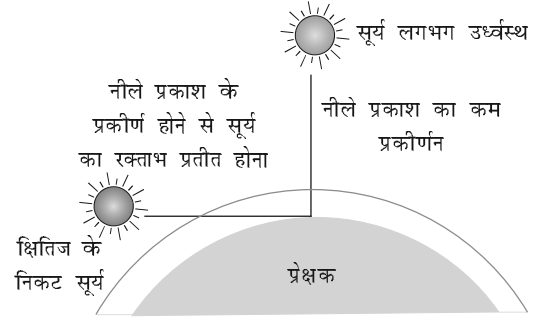 सूर्य लगभग उर्ध्वस्थ
नीले प्रकाश के
प्रकीर्ण होने से सूर्य
का रक्ताभ प्रतीत होना
नीले प्रकाश का कम
प्रकीर्णन
क्षितिज के
निकट सूर्य
प्रेक्षक